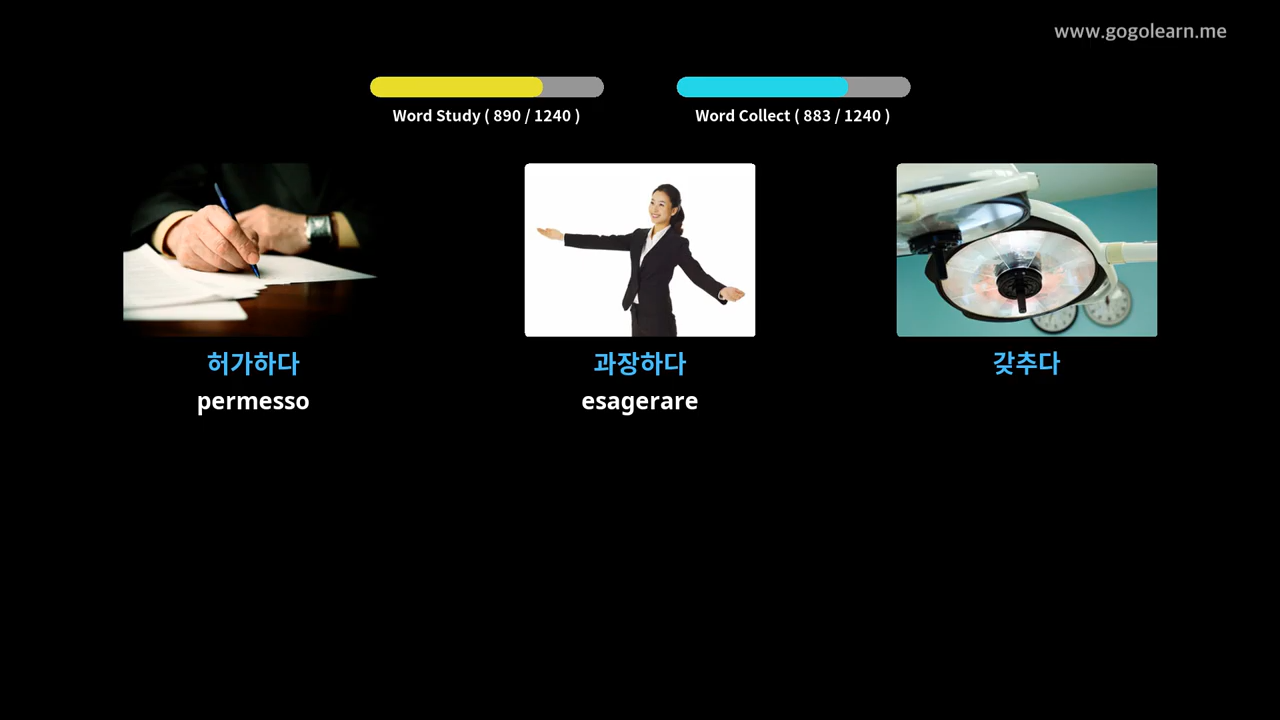 www.gogolearn.me
Word Study ( 890 / 1240 )
Word Collect ( 883 / 1240 )
허가하다
과장하다
갖추다
permesso
esagerare